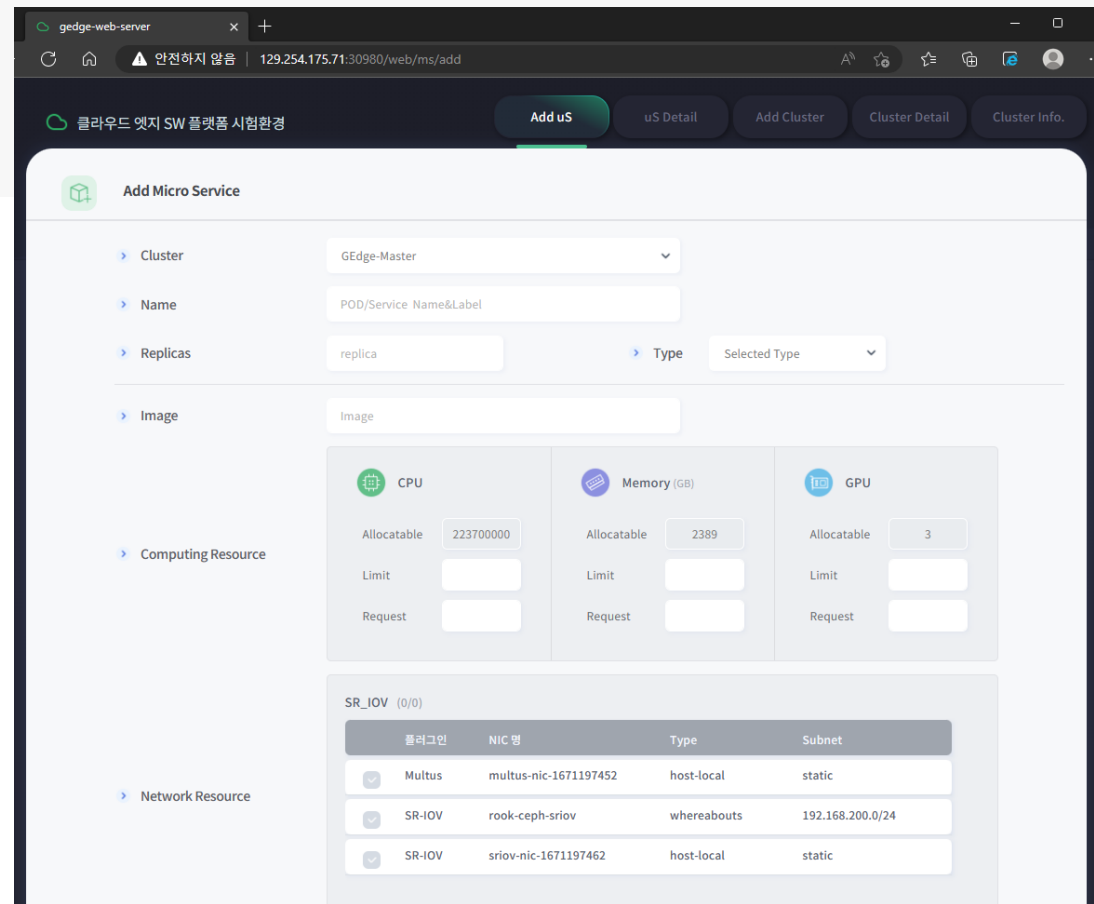 gedge-web-server
안전하지 않음 129.254.175.71:30980/web/ms/add
클라우드 엣지 SW 플랫폼 시험환경
Add uS uS Detail Add Cluster Cluster Detail Cluster Info.
Add Micro Service
Cluster GEdge-Master
Name POD/Service Name&Label
Replicas replica Type Selected Type
Image Image
CPU Memory (GB) GPU
Allocatable 223700000 Allocatable 2389 Allocatable 3
Computing Resource
Limit Limit Limit
Request Request Request
SR_IOV (0/0)
플러그인 NIC 명 Type Subnet
Multus multus-nic-1671197452 host-local static
Network Resource
SR-IOV rook-ceph-sriov whereabouts 192.168.200.0/24
SR-IOV sriov-nic-1671197462 host-local static